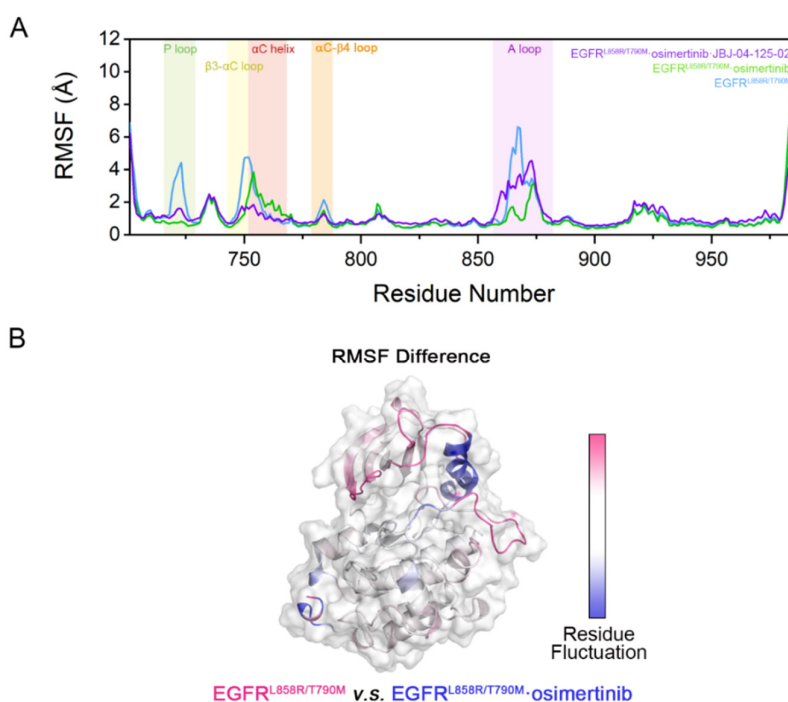 A
P loop
αC helix
αC-β4 loop
A loop
β3-αC loop
EGFRL858R/T790M·osimertinib·JBJ-04-125-02
EGFRL858R/T790M·osimertinib
EGFRL858R/T790M
12
10
8
6
4
2
0
RMSF (Å)
750
800
850
900
950
Residue Number
B
RMSF Difference
Residue
Fluctuation
EGFRL858R/T790M v.s. EGFRL858R/T790M·osimertinib